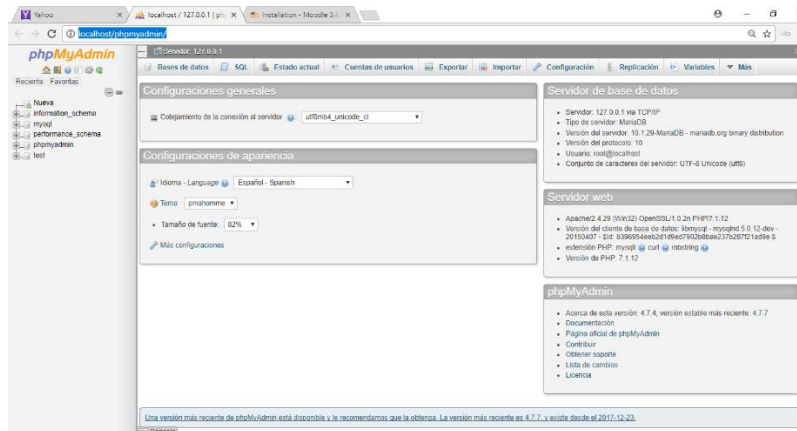 Yahoo
localhost / 127.0.0.1 | ph
Installation - Moodle 3.
localhost/phpmyadmin/
phpMyAdmin
Reciente Favoritas
Nueva
information_schema
mysql
performance_schema
phpmyadmin
test
Servidor: 127.0.0.1
Bases de datos SQL Estado actual Cuentas de usuarios Exportar Importar Configuración Replicación Variables Más
Configuraciones generales
Cotejamiento de la conexión al servidor utf8mb4_unicode_ci
Configuraciones de apariencia
Idioma - Language Español - Spanish
Tema: pmahomme
Tamaño de fuente: 82%
Más configuraciones
Servidor de base de datos
Servidor: 127.0.0.1 via TCP/IP
Tipo de servidor: MariaDB
Versión del servidor: 10.1.29-MariaDB - mariadb.org binary distribution
Versión del protocolo: 10
Usuario: root@localhost
Conjunto de caracteres del servidor: UTF-8 Unicode (utf8)
Servidor web
Apache/2.4.29 (Win32) OpenSSL/1.0.2n PHP/7.1.12
Versión del cliente de base de datos: libmysql - mysqlnd 5.0.12-dev -
20150407 - $Id:
extensión PHP: mysqli curl mbstring
Versión de PHP: 7.1.12
phpMyAdmin
Acerca de esta versión: 4.7.4, versión estable más reciente: 4.7.7
Documentación
Página oficial de phpMyAdmin
Contribuir
Obtener soporte
Lista de cambios
Licencia
Una versión más reciente de phpMyAdmin está disponible y le recomendamos que la obtenga. La versión más reciente es 4.7.7, y existe desde el 2017-12-23.
Consola